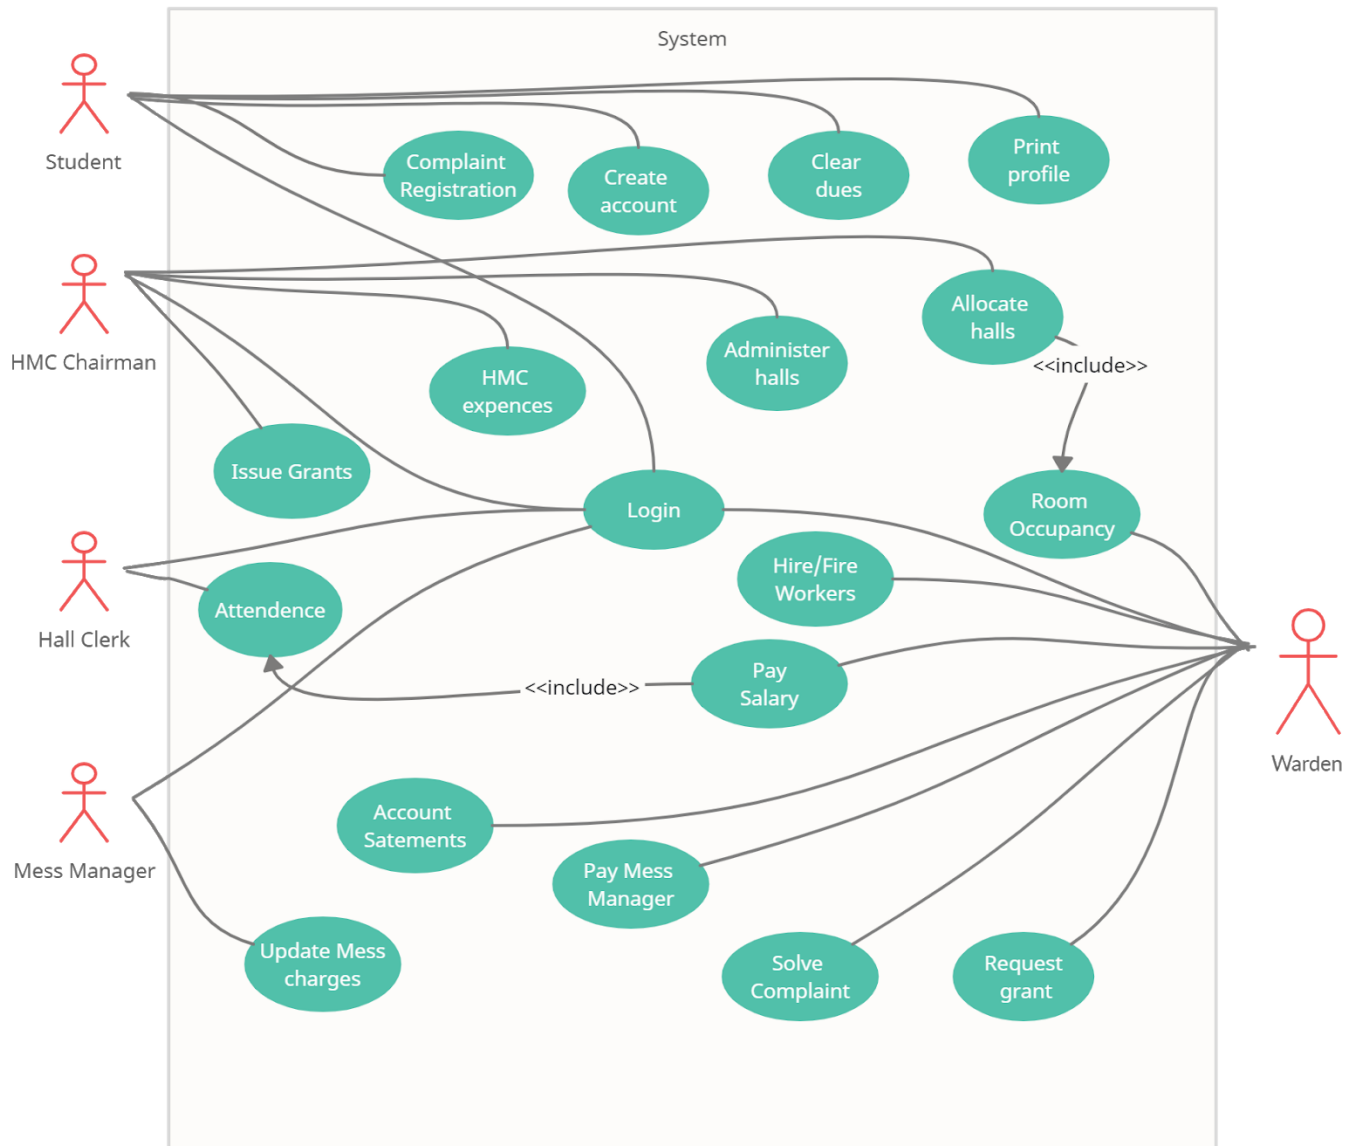 System
Student
Complaint
Registration
Create
account
Clear
dues
Print
profile
HMC Chairman
HMC
expences
Administer
halls
Allocate
halls
<<include>>
Issue Grants
Login
Room
Occupancy
Hall Clerk
Attendence
Hire/Fire
Workers
<<include>>
Pay
Salary
Warden
Mess Manager
Account
Satements
Pay Mess
Manager
Update Mess
charges
Solve
Complaint
Request
grant